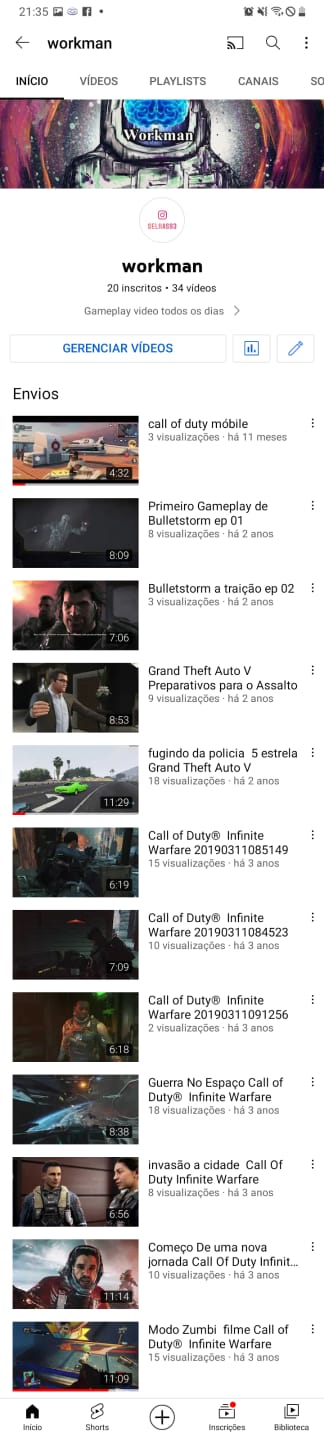 21:35
workman
INÍCIO VÍDEOS PLAYLISTS CANAIS SO
Workman
workman
20 inscritos • 34 vídeos
Gameplay video todos os dias
GERENCIAR VÍDEOS
Envios
call of duty móbile
3 visualizações · há 11 meses
4:32
Primeiro Gameplay de
Bulletstorm ep 01
8 visualizações · há 2 anos
8:09
Bulletstorm a traição ep 02
3 visualizações · há 2 anos
7:06
Grand Theft Auto V
Preparativos para o Assalto
9 visualizações · há 2 anos
8:53
fugindo da policia 5 estrela
Grand Theft Auto V
18 visualizações · há 2 anos
11:29
Call of Duty® Infinite
Warfare 20190311085149
15 visualizações · há 3 anos
6:19
Call of Duty® Infinite
Warfare 20190311084523
10 visualizações · há 3 anos
7:09
Call of Duty® Infinite
Warfare 20190311091256
2 visualizações · há 3 anos
6:18
Guerra No Espaço Call of
Duty® Infinite Warfare
18 visualizações · há 3 anos
8:38
invasão a cidade Call Of
Duty Infinite Warfare
8 visualizações · há 3 anos
6:56
Começo De uma nova
jornada Call Of Duty Infinit...
10 visualizações · há 3 anos
11:14
Modo Zumbi filme Call of
Duty® Infinite Warfare
15 visualizações · há 3 anos
11:09
Início Shorts Inscrições Biblioteca